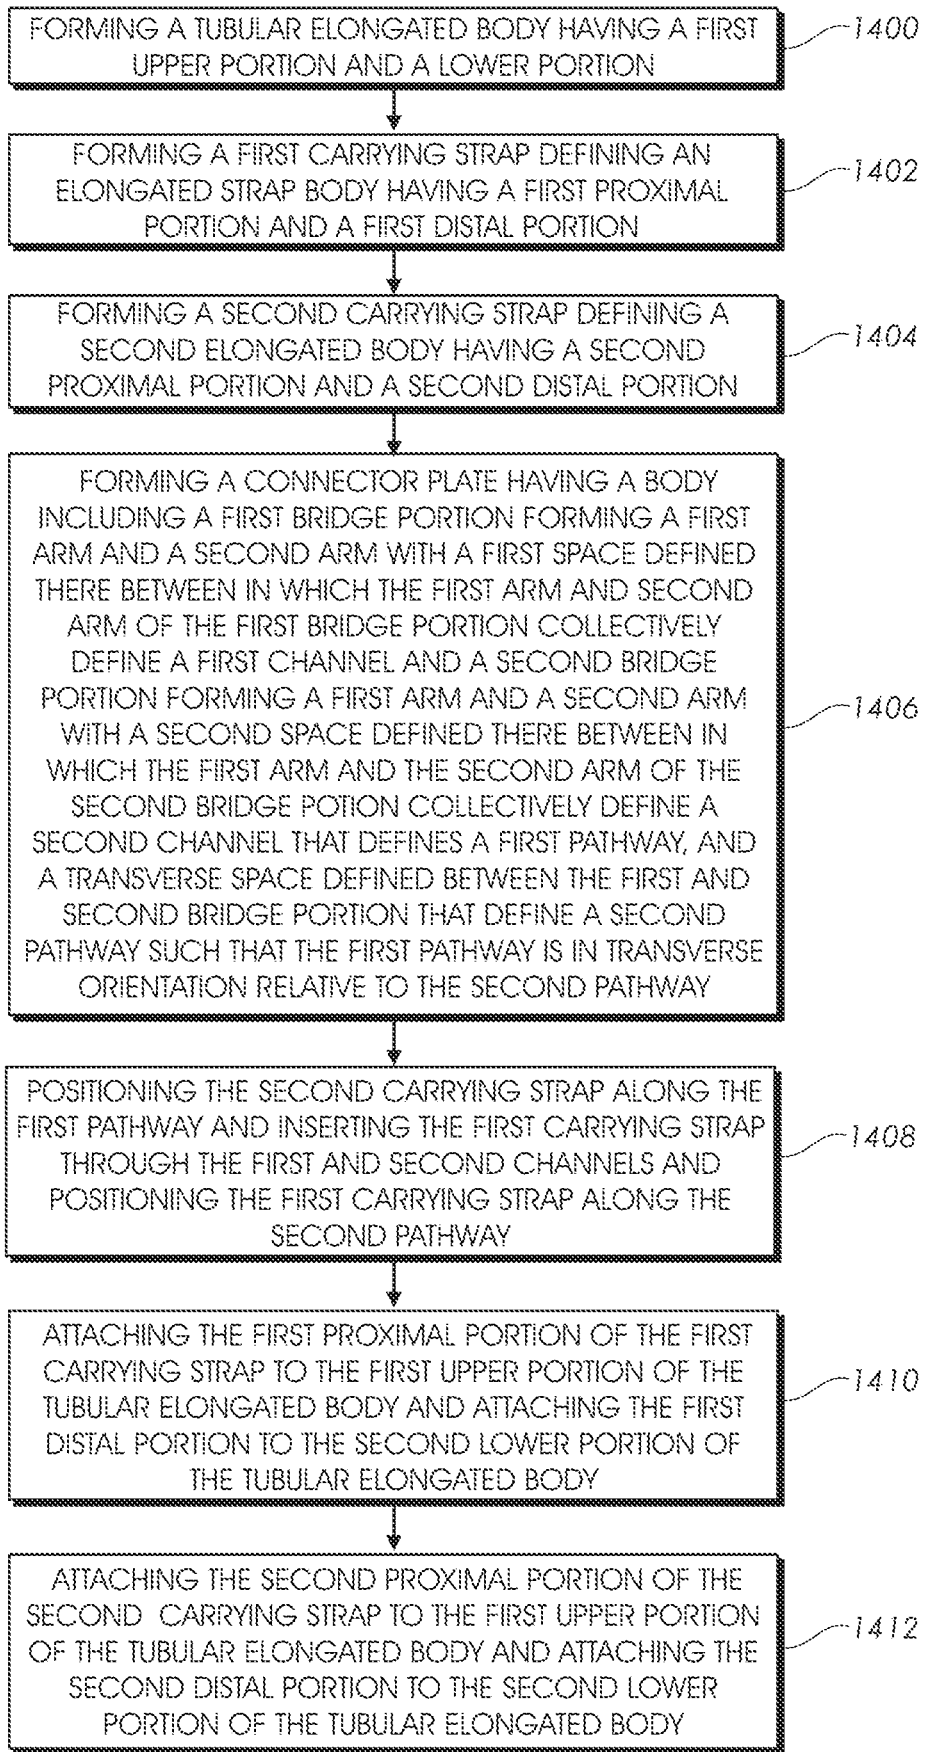 FORMING A TUBULAR ELONGATED BODY HAVING A FIRST
UPPER PORTION AND A LOWER PORTION
1400
FORMING A FIRST CARRYING STRAP DEFINING AN
ELONGATED STRAP BODY HAVING A FIRST PROXIMAL
PORTION AND A FIRST DISTAL PORTION
1402
FORMING A SECOND CARRYING STRAP DEFINING A
SECOND ELONGATED BODY HAVING A SECOND
PROXIMAL PORTION AND A SECOND DISTAL PORTION
1404
FORMING A CONNECTOR PLATE HAVING A BODY
INCLUDING A FIRST BRIDGE PORTION FORMING A FIRST
ARM AND A SECOND ARM WITH A FIRST SPACE DEFINED
THERE BETWEEN IN WHICH THE FIRST ARM AND SECOND
ARM OF THE FIRST BRIDGE PORTION COLLECTIVELY
DEFINE A FIRST CHANNEL AND A SECOND BRIDGE
PORTION FORMING A FIRST ARM AND A SECOND ARM
WITH A SECOND SPACE DEFINED THERE BETWEEN IN
WHICH THE FIRST ARM AND THE SECOND ARM OF THE
SECOND BRIDGE POTION COLLECTIVELY DEFINE A
SECOND CHANNEL THAT DEFINES A FIRST PATHWAY, AND
A TRANSVERSE SPACE DEFINED BETWEEN THE FIRST AND
SECOND BRIDGE PORTION THAT DEFINE A SECOND
PATHWAY SUCH THAT THE FIRST PATHWAY IS IN TRANSVERSE
ORIENTATION RELATIVE TO THE SECOND PATHWAY
1406
POSITIONING THE SECOND CARRYING STRAP ALONG THE
FIRST PATHWAY AND INSERTING THE FIRST CARRYING STRAP
THROUGH THE FIRST AND SECOND CHANNELS AND
POSITIONING THE FIRST CARRYING STRAP ALONG THE
SECOND PATHWAY
1408
ATTACHING THE FIRST PROXIMAL PORTION OF THE FIRST
CARRYING STRAP TO THE FIRST UPPER PORTION OF THE
TUBULAR ELONGATED BODY AND ATTACHING THE FIRST
DISTAL PORTION TO THE SECOND LOWER PORTION OF
THE TUBULAR ELONGATED BODY
1410
ATTACHING THE SECOND PROXIMAL PORTION OF THE
SECOND CARRYING STRAP TO THE FIRST UPPER PORTION
OF THE TUBULAR ELONGATED BODY AND ATTACHING THE
SECOND DISTAL PORTION TO THE SECOND LOWER
PORTION OF THE TUBULAR ELONGATED BODY
1412